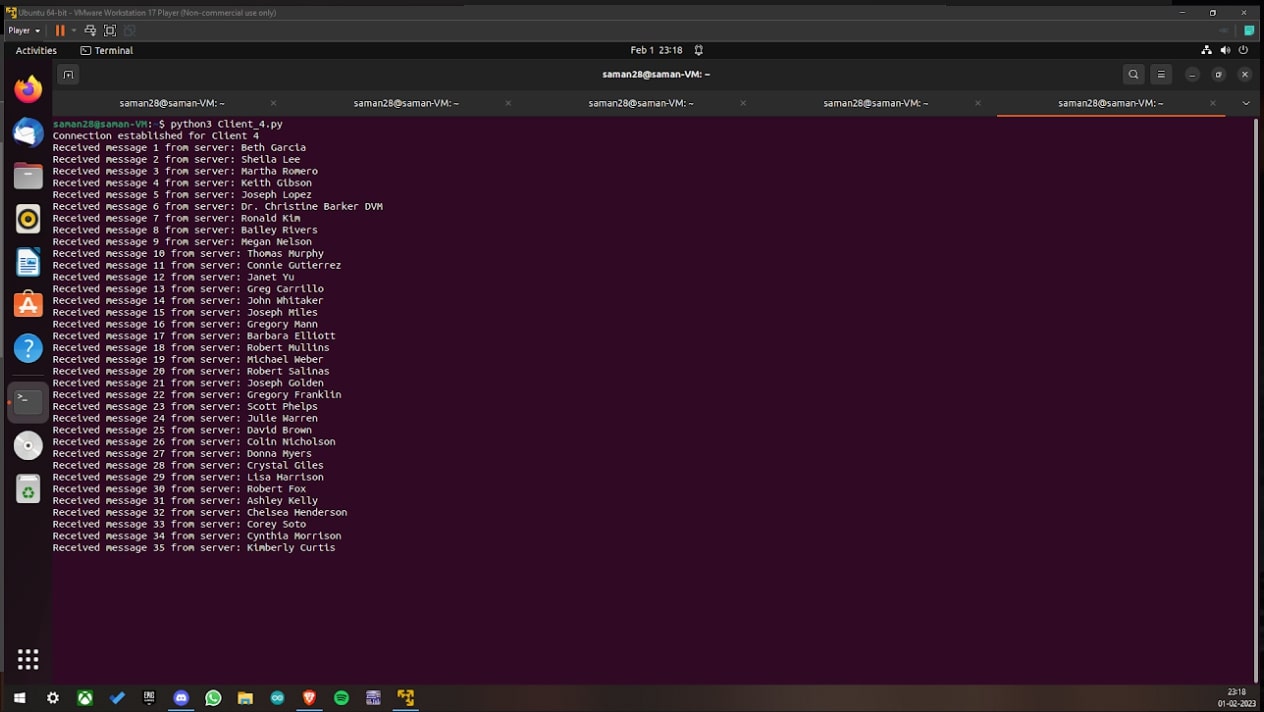 Ubuntu 64-bit - VMware Workstation 17 Player (Non-commercial use only)
Player
Activities Terminal Feb 1 23:18
saman28@saman-VM: ~
saman28@saman-VM: ~ saman28@saman-VM: ~ saman28@saman-VM: ~ saman28@saman-VM: ~ saman28@saman-VM: ~
saman28@saman-VM:~$ python3 Client_4.py
Connection established for Client 4
Received message 1 from server: Beth Garcia
Received message 2 from server: Sheila Lee
Received message 3 from server: Martha Romero
Received message 4 from server: Keith Gibson
Received message 5 from server: Joseph Lopez
Received message 6 from server: Dr. Christine Barker DVM
Received message 7 from server: Ronald Kim
Received message 8 from server: Bailey Rivers
Received message 9 from server: Megan Nelson
Received message 10 from server: Thomas Murphy
Received message 11 from server: Connie Gutierrez
Received message 12 from server: Janet Yu
Received message 13 from server: Greg Carrillo
Received message 14 from server: John Whitaker
Received message 15 from server: Joseph Miles
Received message 16 from server: Gregory Mann
Received message 17 from server: Barbara Elliott
Received message 18 from server: Robert Mullins
Received message 19 from server: Michael Weber
Received message 20 from server: Robert Salinas
Received message 21 from server: Joseph Golden
Received message 22 from server: Gregory Franklin
Received message 23 from server: Scott Phelps
Received message 24 from server: Julie Warren
Received message 25 from server: David Brown
Received message 26 from server: Colin Nicholson
Received message 27 from server: Donna Myers
Received message 28 from server: Crystal Giles
Received message 29 from server: Lisa Harrison
Received message 30 from server: Robert Fox
Received message 31 from server: Ashley Kelly
Received message 32 from server: Chelsea Henderson
Received message 33 from server: Corey Soto
Received message 34 from server: Cynthia Morrison
Received message 35 from server: Kimberly Curtis
23:18
01-02-2023